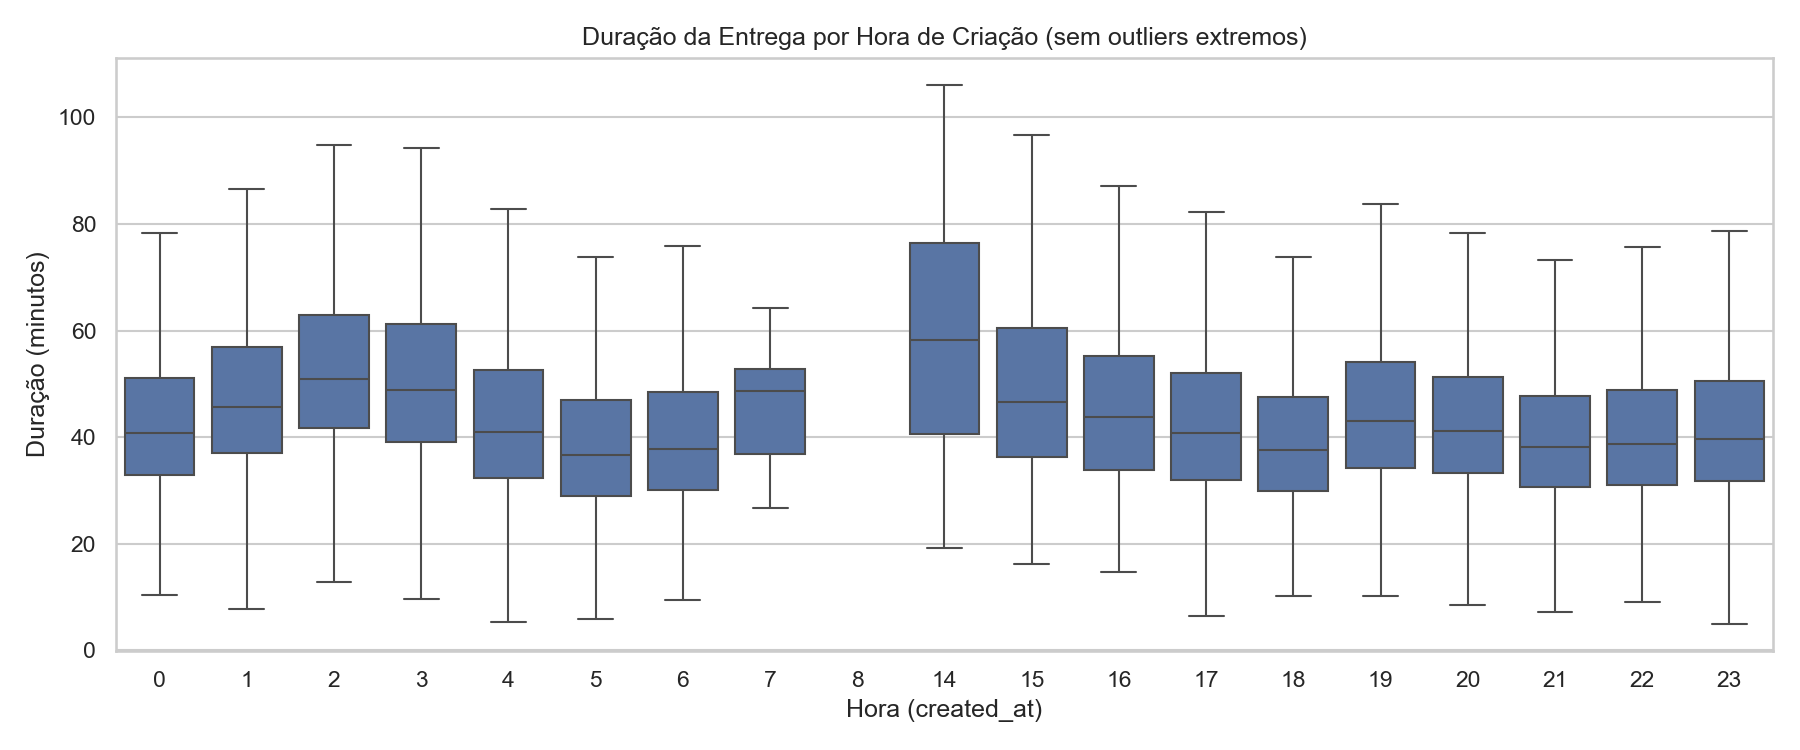 Duração da Entrega por Hora de Criação (sem outliers extremos)
Duração (minutos)
100
80
60
40
20
0
0 1 2 3 4 5 6 7 8 14 15 16 17 18 19 20 21 22 23
Hora (created_at)